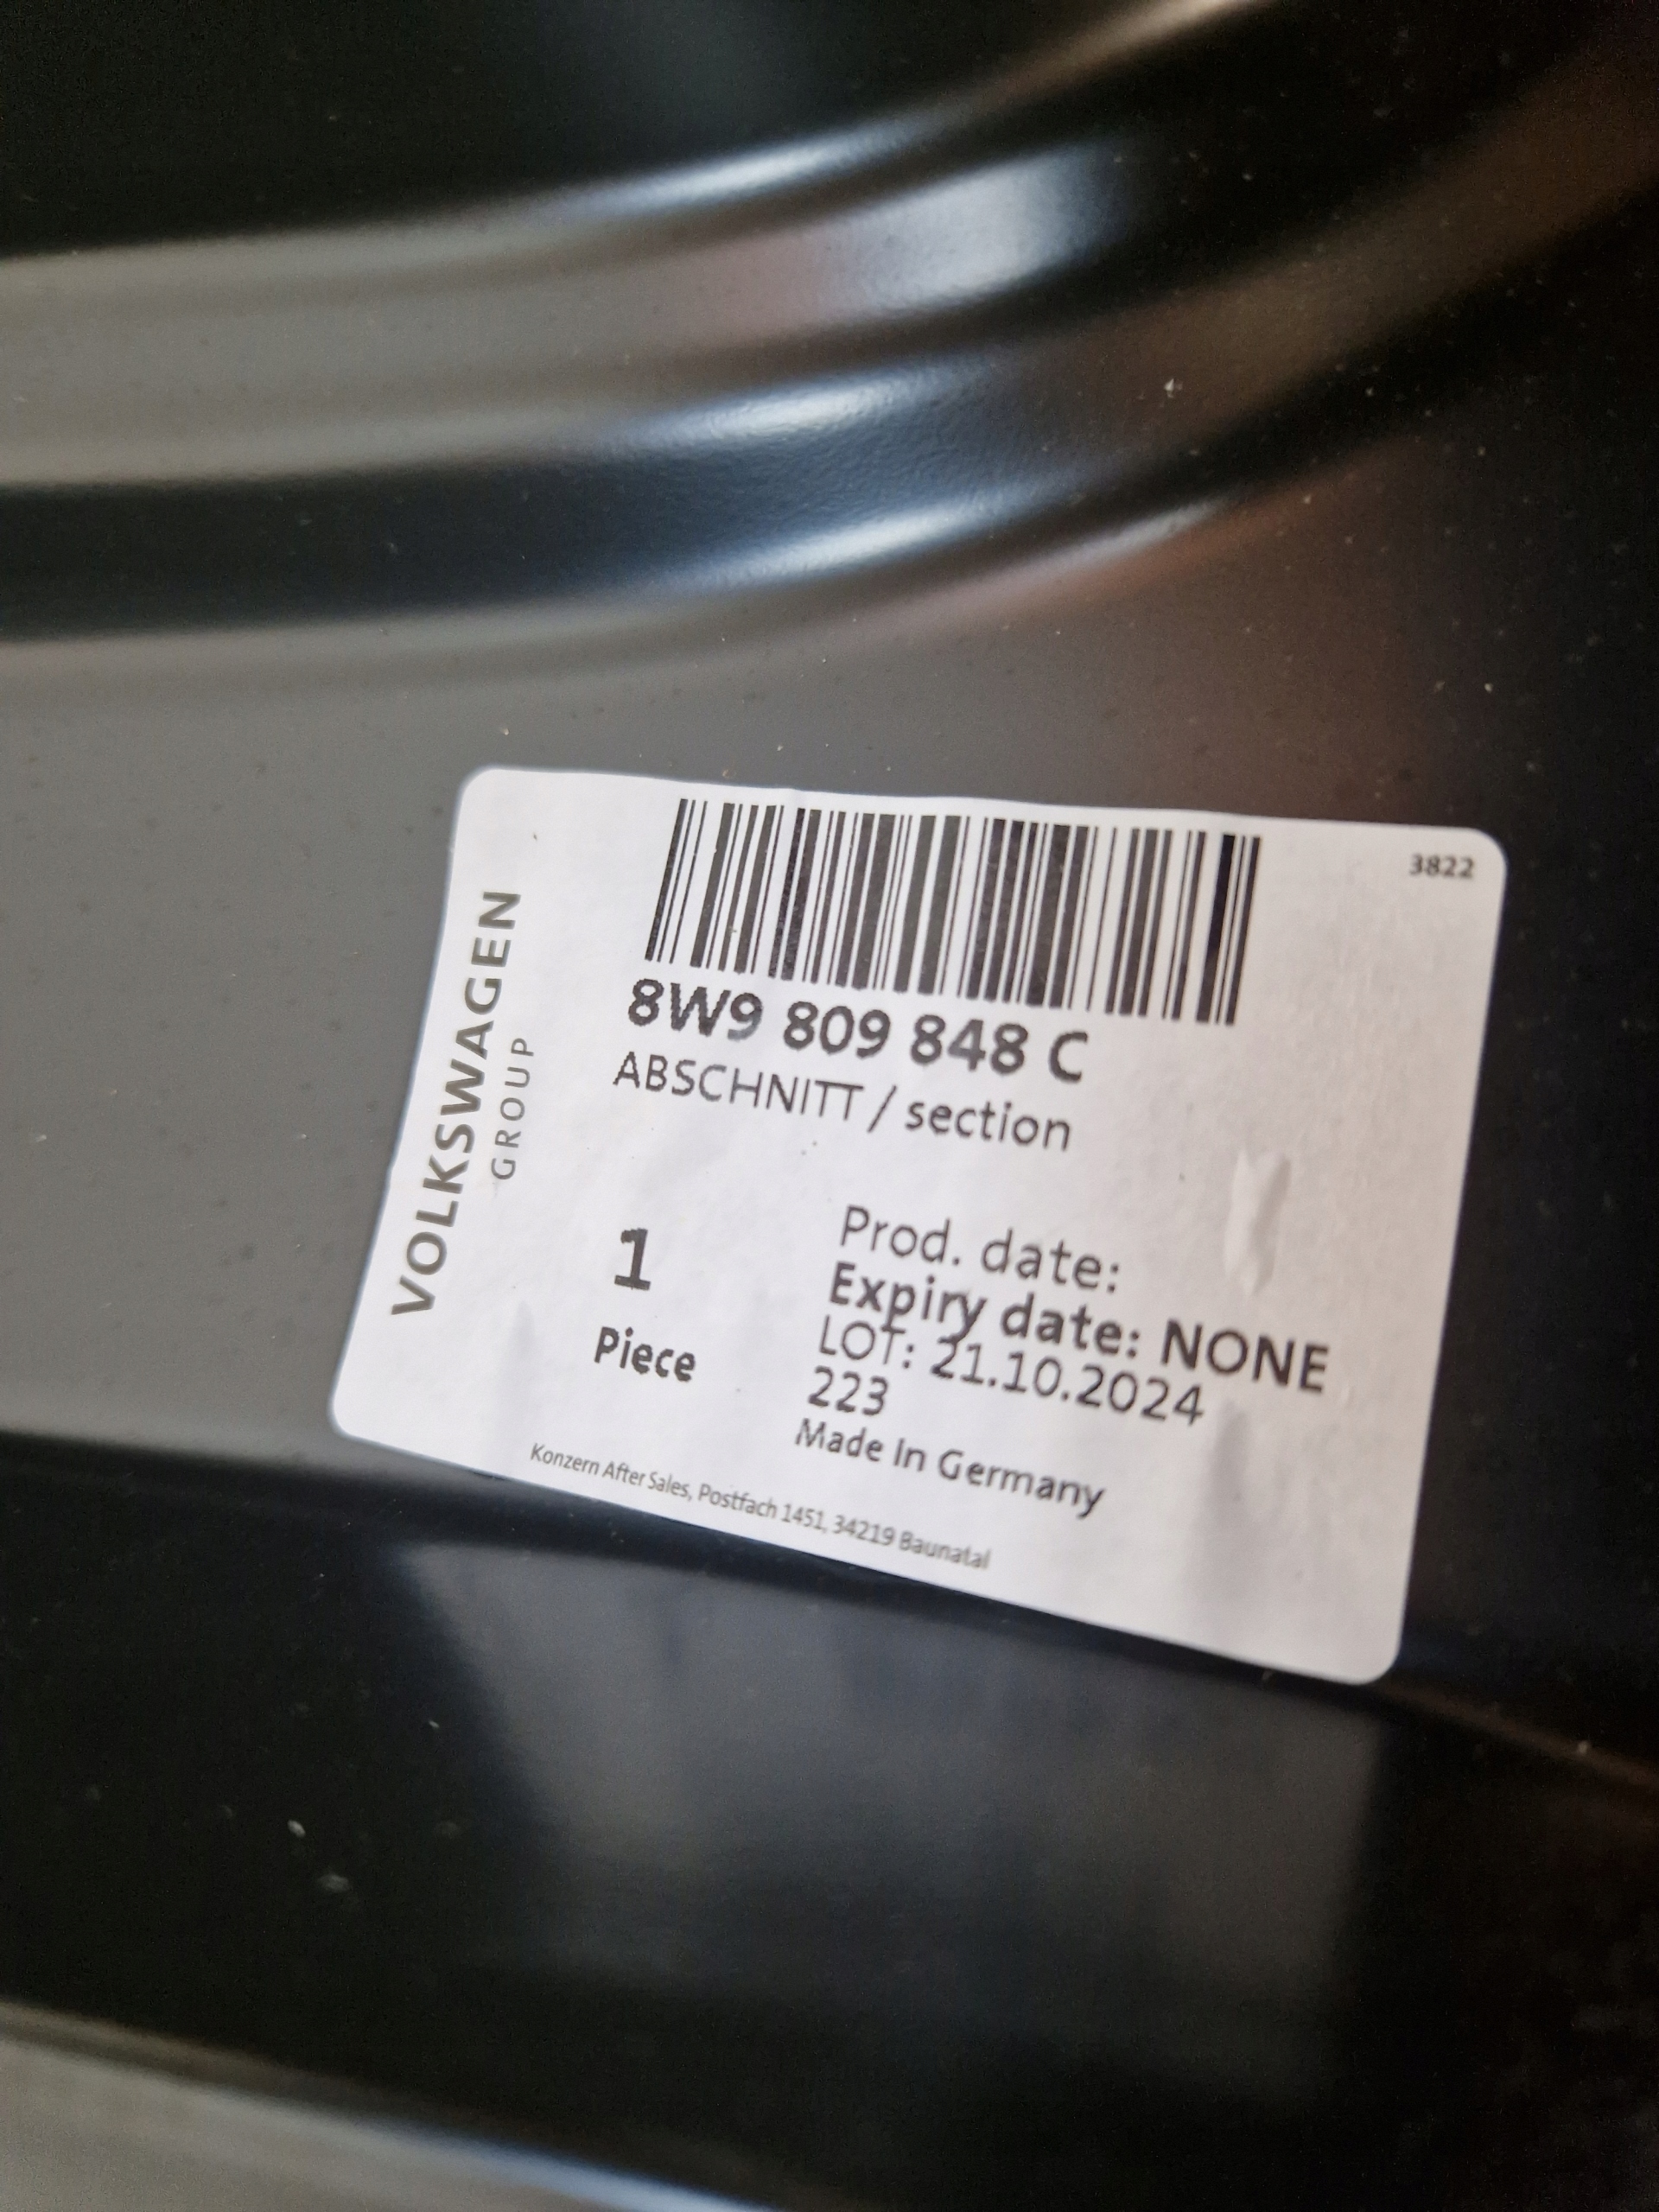 3822
8W9 809 848 C
ABSCHNITT / section
VOLKSWAGEN
GROUP
1
Piece
Prod. date:
Expiry date: NONE
LOT: 21.10.2024
223
Made In Germany
Konzern After Sales, Postfach 1451, 34219 Baunatal